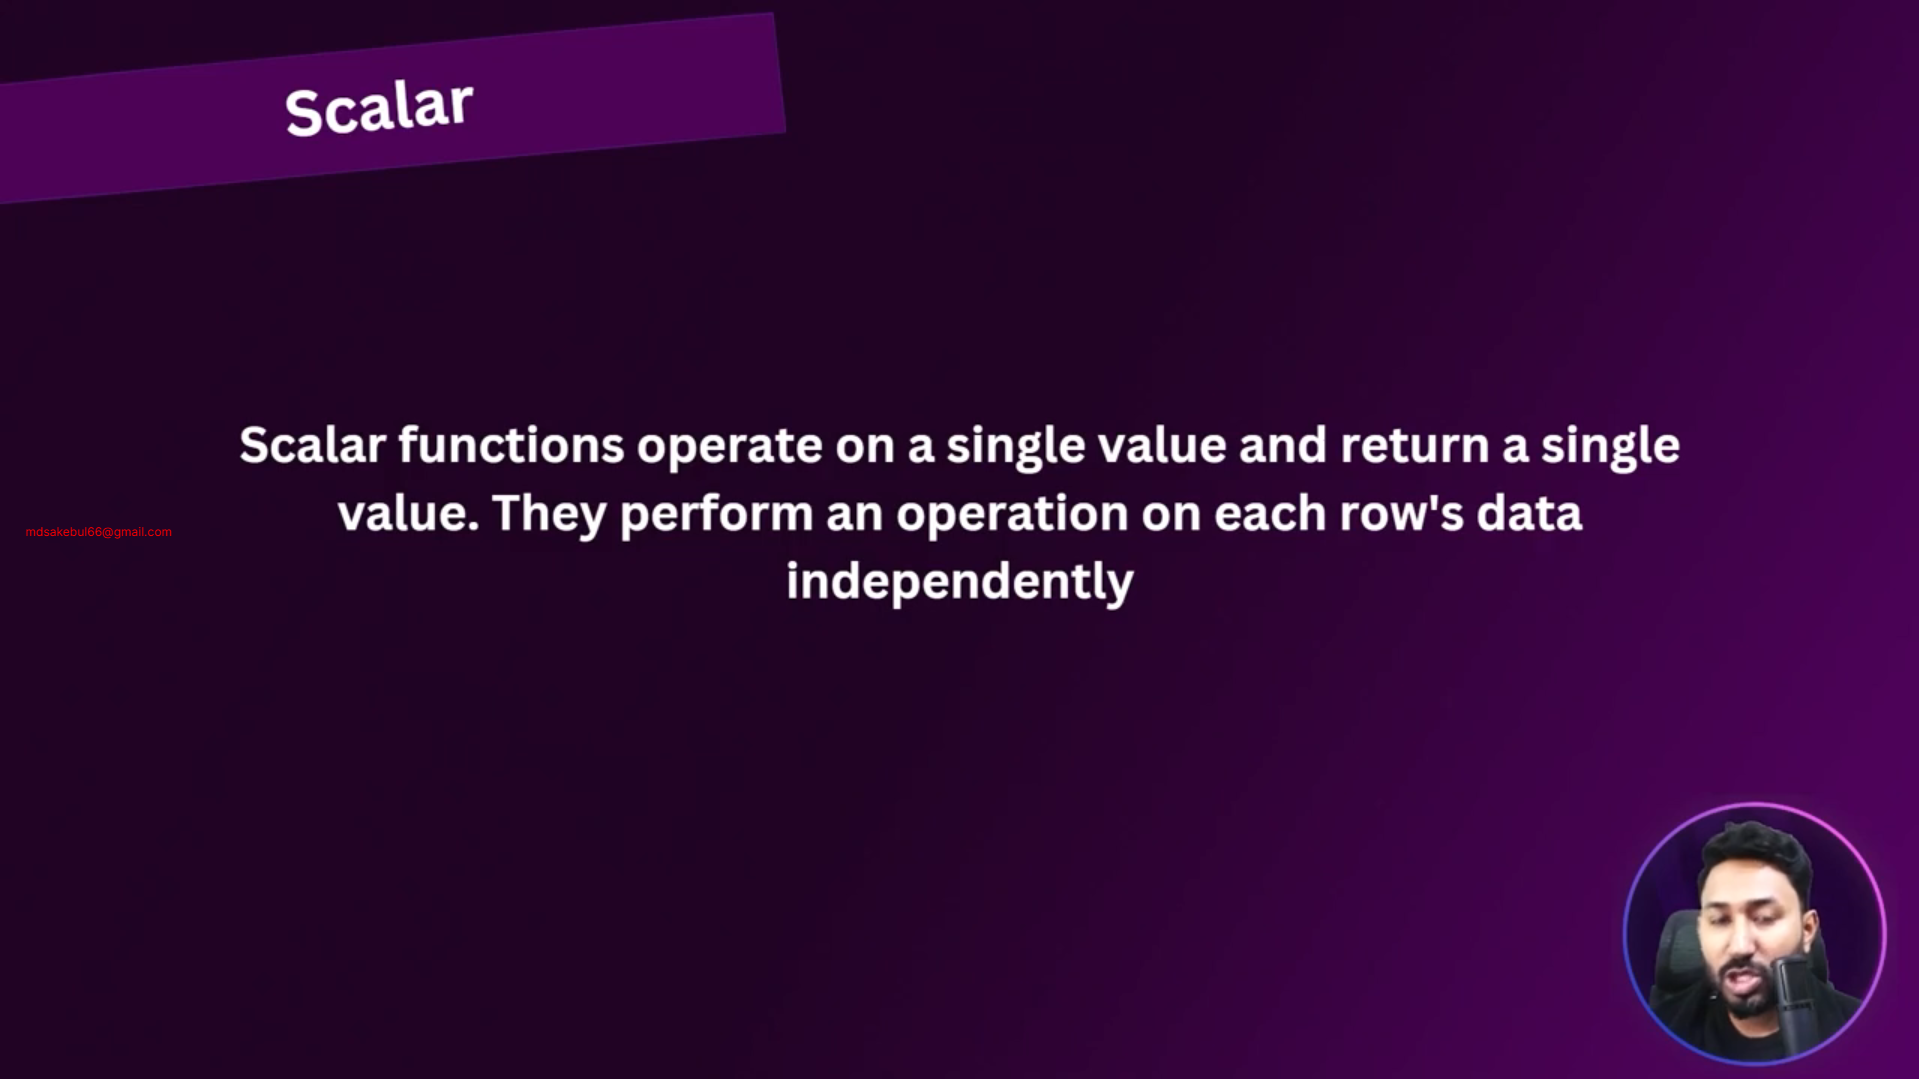 Scalar
Scalar functions operate on a single value and return a single
value. They perform an operation on each row's data
independently
mdsakebul66@gmail.com